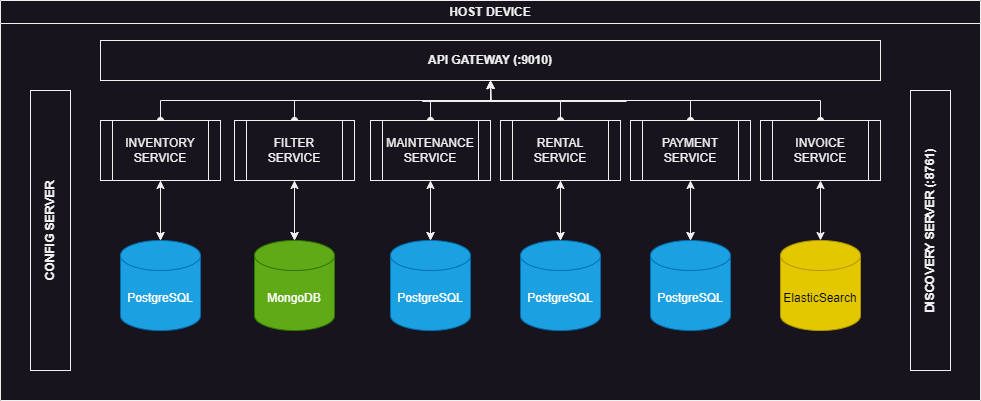 HOST DEVICE
API GATEWAY (:9010)
CONFIG SERVER
INVENTORY
SERVICE
FILTER
SERVICE
MAINTENANCE
SERVICE
RENTAL
SERVICE
PAYMENT
SERVICE
INVOICE
SERVICE
DISCOVERY SERVER (:8761)
PostgreSQL
MongoDB
PostgreSQL
PostgreSQL
PostgreSQL
ElasticSearch